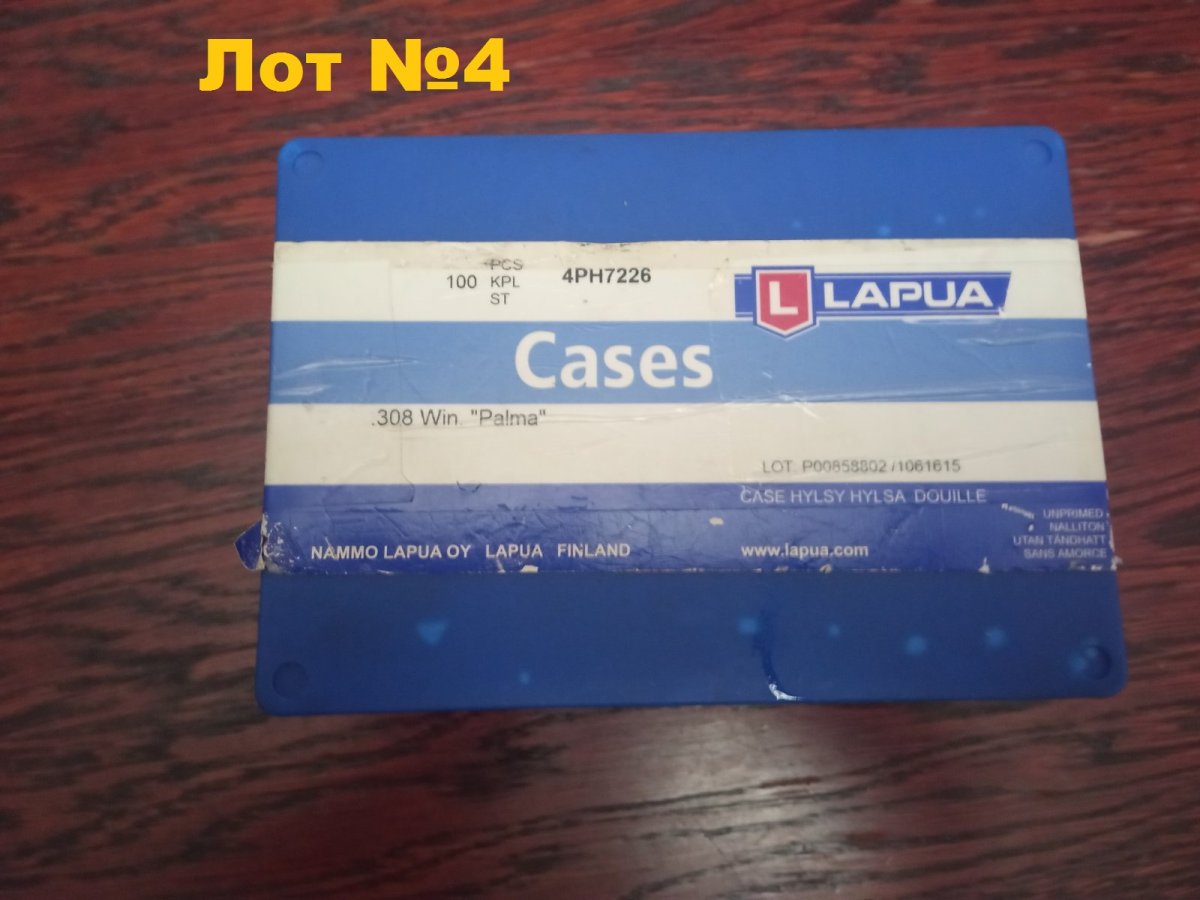 Лот №4
PCS
100 KPL
ST
4PH7226
L LAPUA
Cases
.308 Win. "Palma"
LOT. P00858802 /1061615
CASE HYLSY HYLSA DOUILLE
UNPRIMED
NALLITON
UTAN TÄNDHATT
SANS AMORCE
NAMMO LAPUA OY LAPUA FINLAND
www.lapua.com